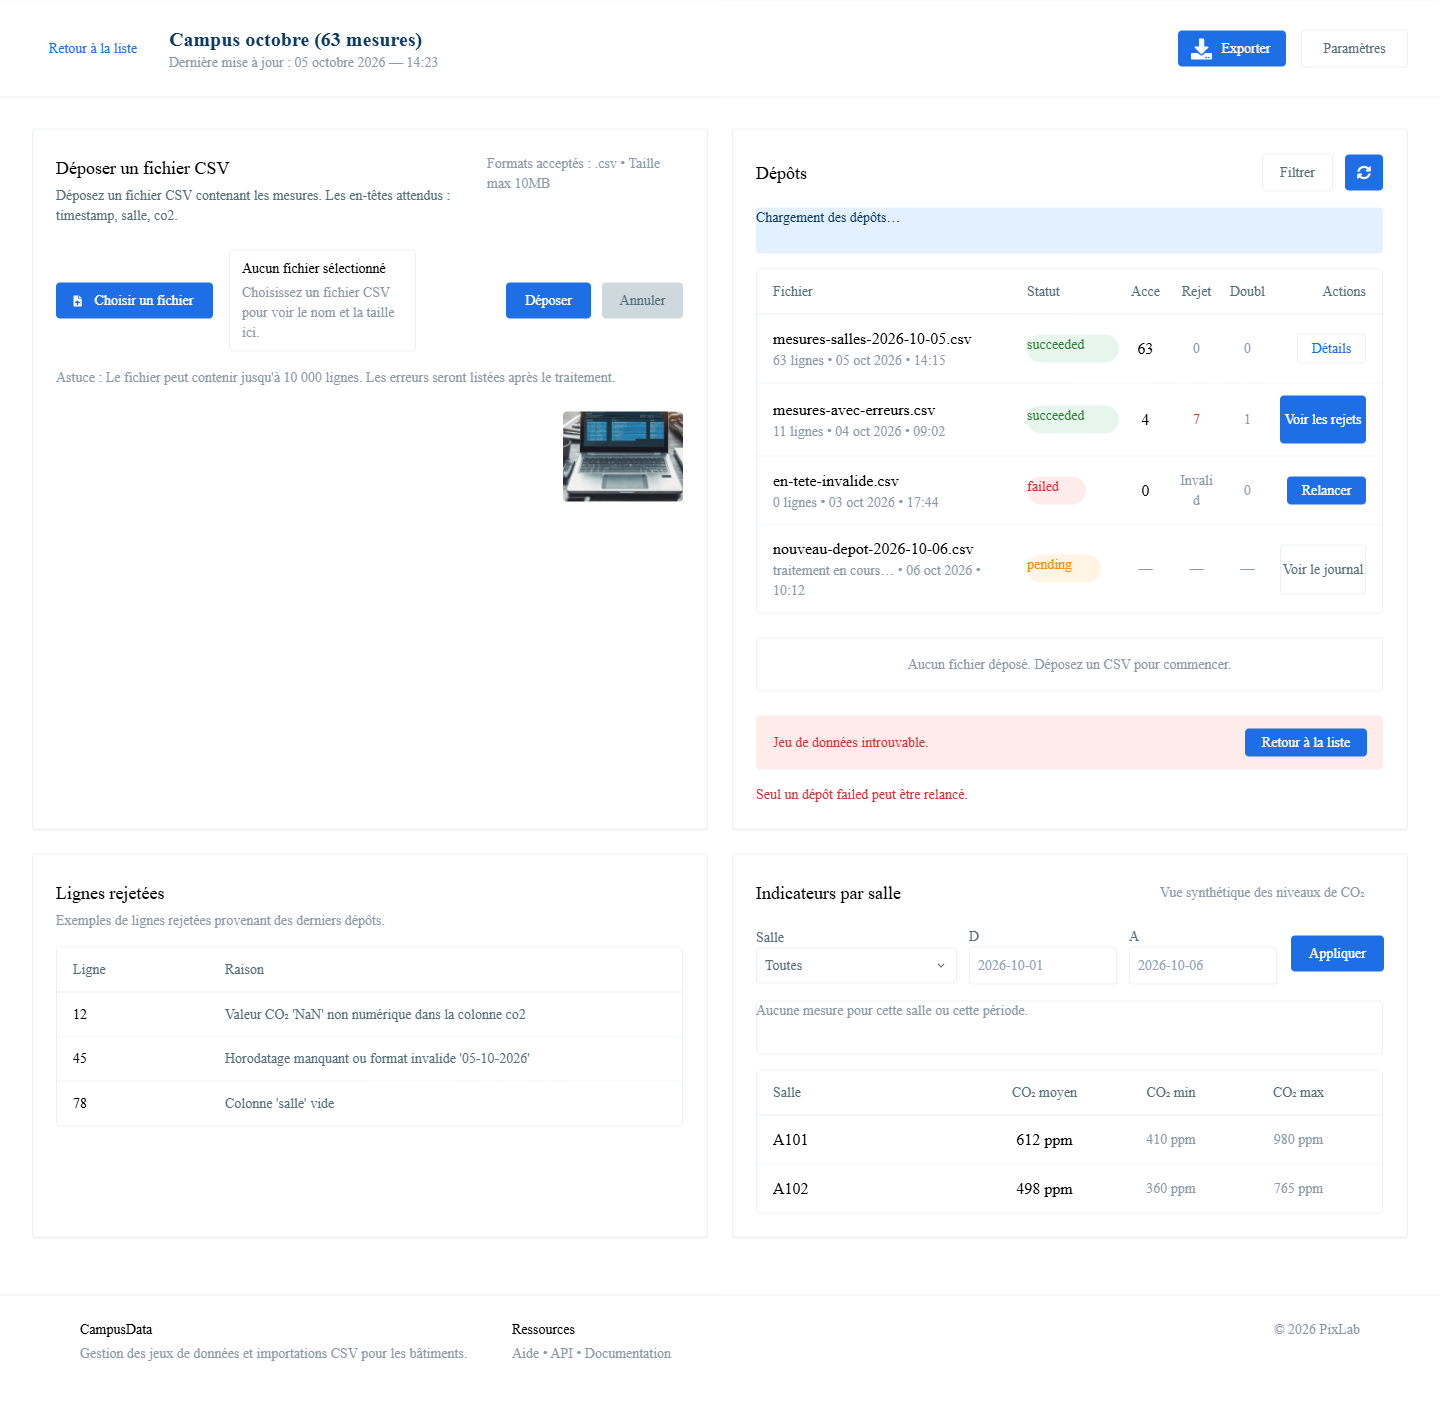 Retour à la liste
Campus octobre (63 mesures)
Dernière mise à jour : 05 octobre 2026 — 14:23
Exporter
Paramètres
Déposer un fichier CSV
Déposez un fichier CSV contenant les mesures. Les en-têtes attendus :
timestamp, salle, co2.
Formats acceptés : .csv • Taille
max 10MB
Choisir un fichier
Aucun fichier sélectionné
Choisissez un fichier CSV
pour voir le nom et la taille
ici.
Déposer
Annuler
Astuce : Le fichier peut contenir jusqu'à 10 000 lignes. Les erreurs seront listées après le traitement.
Dépôts
Filtrer
Chargement des dépôts…
Fichier Statut Acce Rejet Doubl Actions
mesures-salles-2026-10-05.csv
63 lignes • 05 oct 2026 • 14:15
succeeded 63 0 0 Détails
mesures-avec-erreurs.csv
11 lignes • 04 oct 2026 • 09:02
succeeded 4 7 1 Voir les rejets
en-tete-invalide.csv
0 lignes • 03 oct 2026 • 17:44
failed 0 Invali
d 0 Relancer
nouveau-depot-2026-10-06.csv
traitement en cours… • 06 oct 2026 •
10:12
pending — — — Voir le journal
Aucun fichier déposé. Déposez un CSV pour commencer.
Jeu de données introuvable.
Retour à la liste
Seul un dépôt failed peut être relancé.
Lignes rejetées
Exemples de lignes rejetées provenant des derniers dépôts.
Ligne Raison
12 Valeur CO₂ 'NaN' non numérique dans la colonne co2
45 Horodatage manquant ou format invalide '05-10-2026'
78 Colonne 'salle' vide
Indicateurs par salle
Vue synthétique des niveaux de CO₂
Salle D A
Toutes 2026-10-01 2026-10-06 Appliquer
Aucune mesure pour cette salle ou cette période.
Salle CO₂ moyen CO₂ min CO₂ max
A101 612 ppm 410 ppm 980 ppm
A102 498 ppm 360 ppm 765 ppm
CampusData
Gestion des jeux de données et importations CSV pour les bâtiments.
Ressources
Aide • API • Documentation
© 2026 PixLab